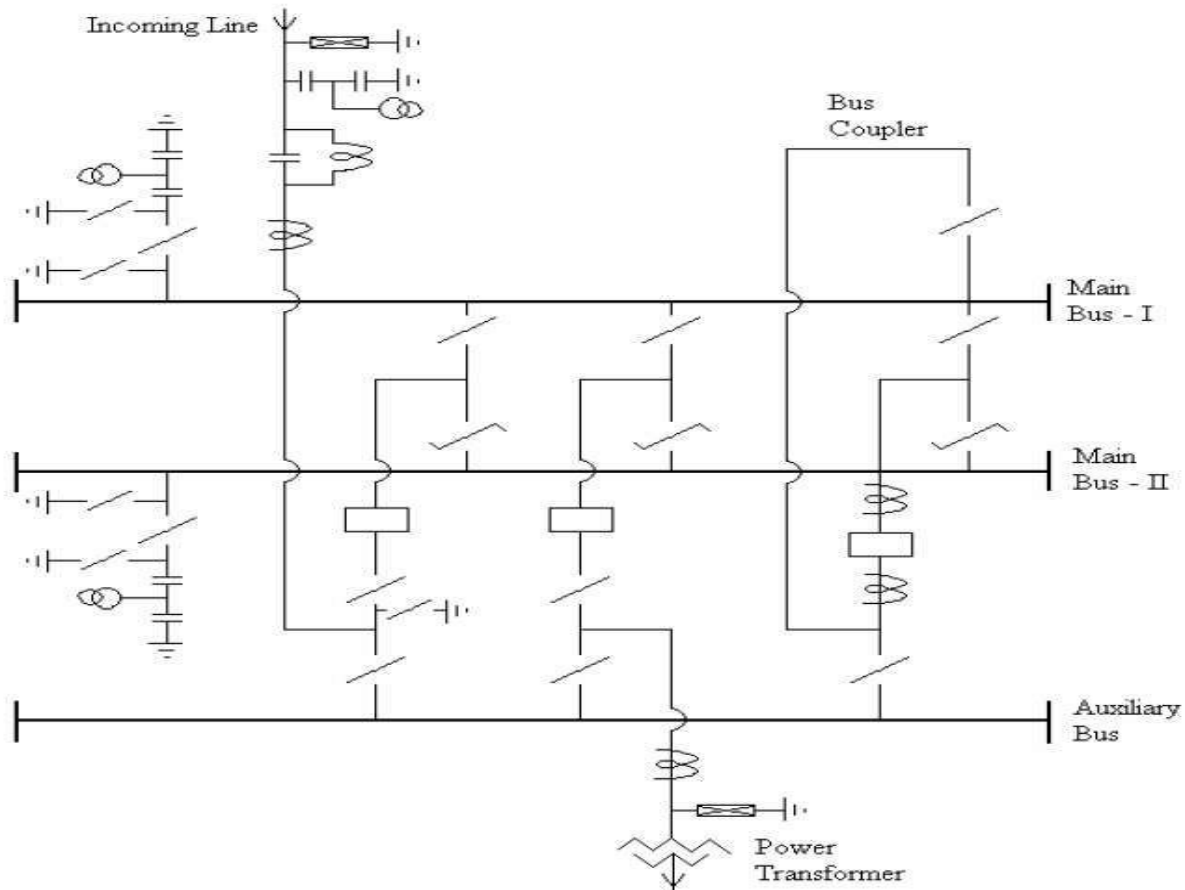 Incoming Line
Bus
Coupler
Main
Bus - I
Main
Bus - II
Auxiliary
Bus
Power
Transformer